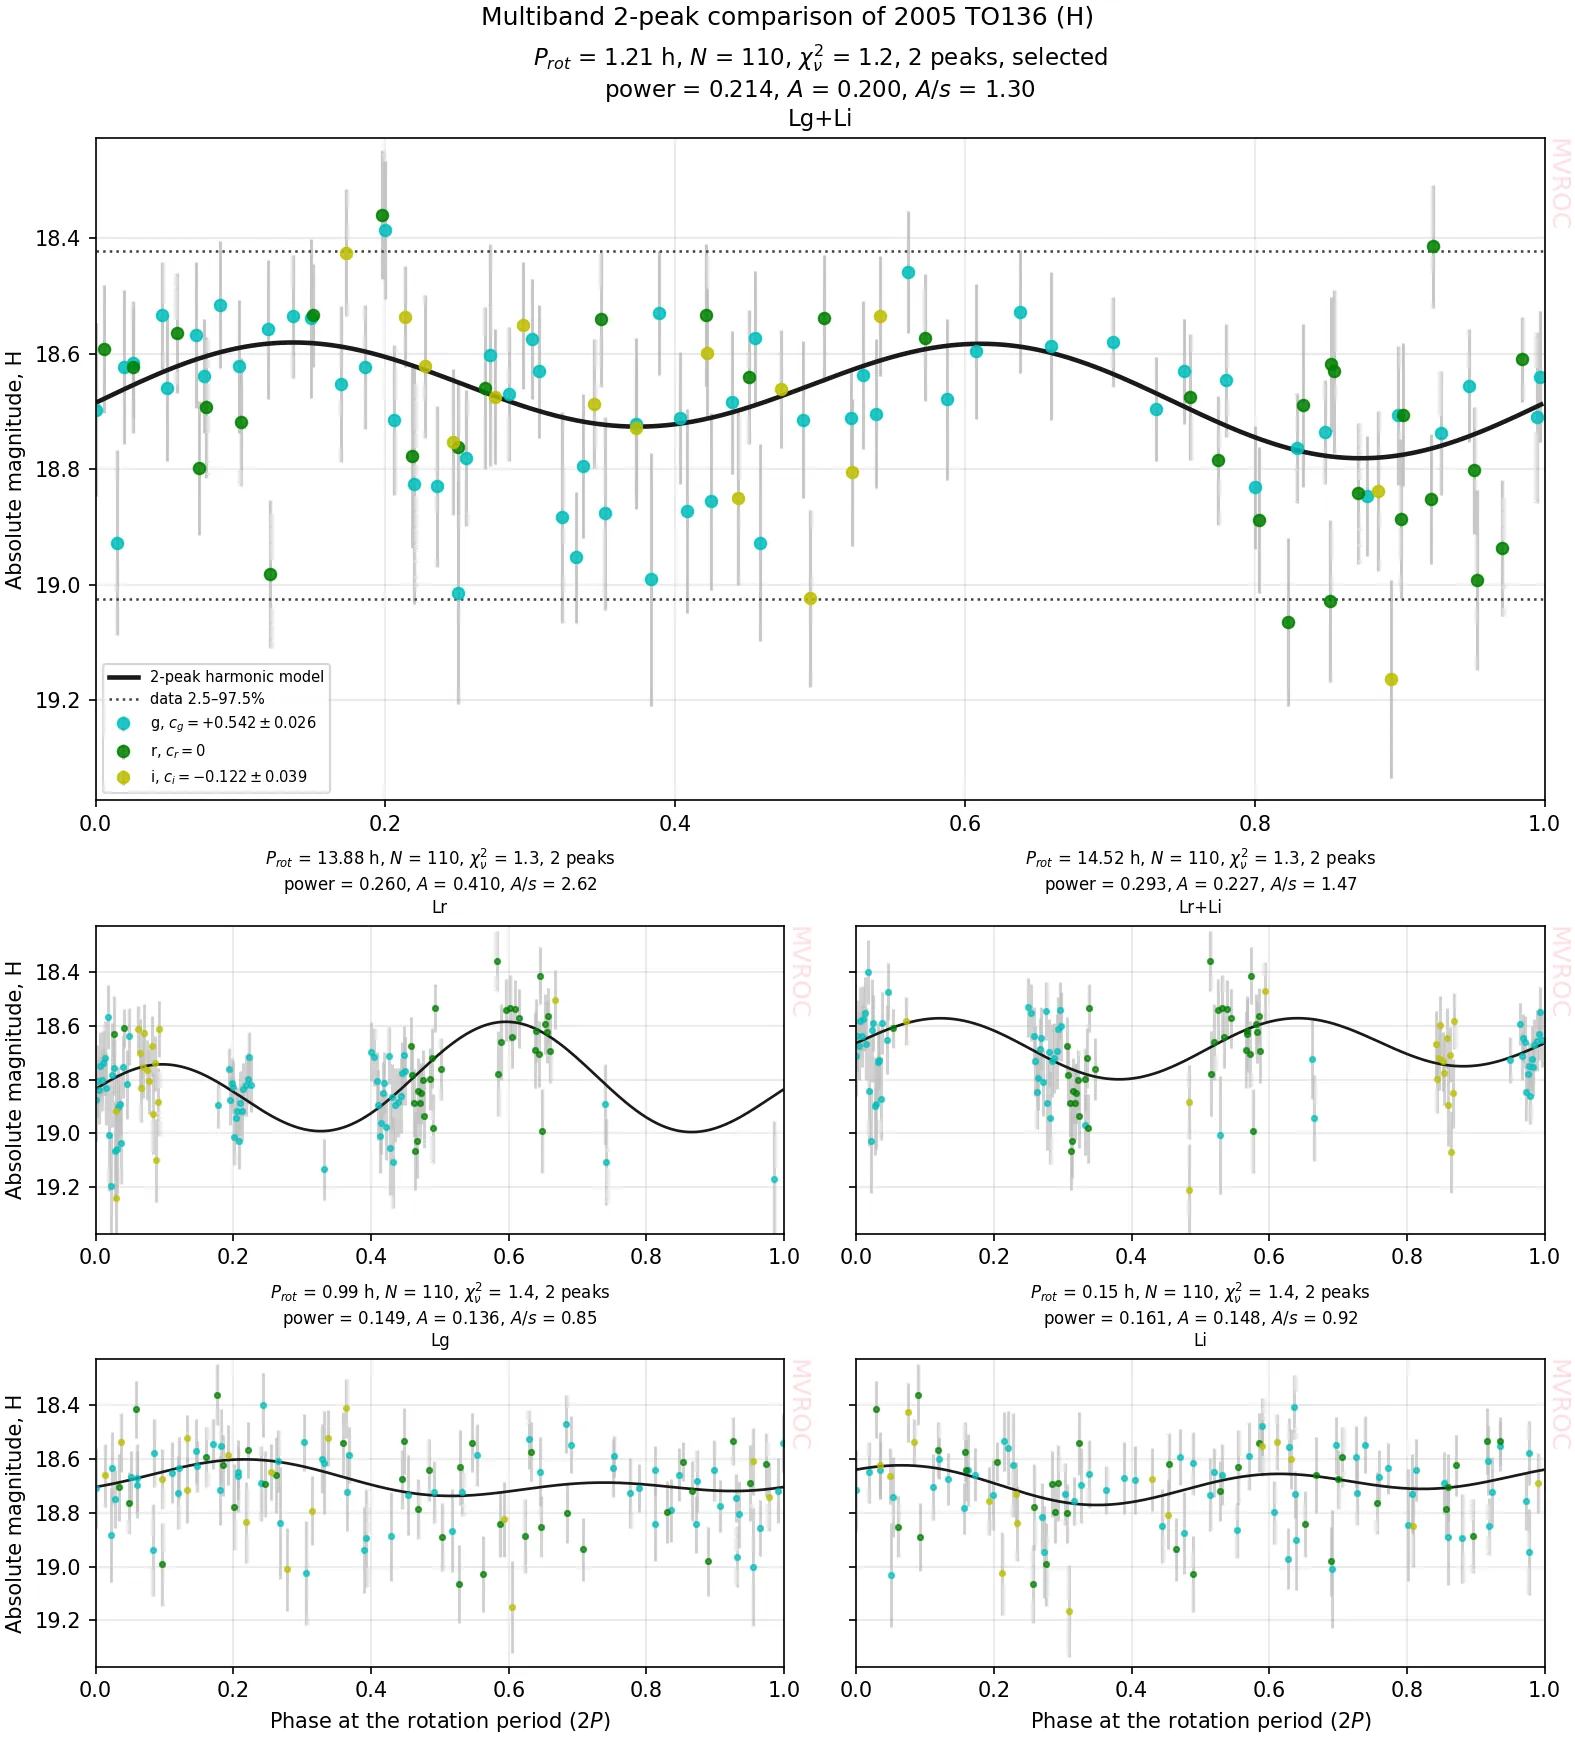 Multiband 2-peak comparison of 2005 TO136 (H)
P_rot = 1.21 h, N = 110, χ²_ν = 1.2, 2 peaks, selected
power = 0.214, A = 0.200, A/s = 1.30
Lg+Li
MVROC
Absolute magnitude, H
18.4
18.6
18.8
19.0
19.2
2-peak harmonic model
data 2.5–97.5%
g, c_g = +0.542 ± 0.026
r, c_r = 0
i, c_i = −0.122 ± 0.039
0.0 0.2 0.4 0.6 0.8 1.0
P_rot = 13.88 h, N = 110, χ²_ν = 1.3, 2 peaks
power = 0.260, A = 0.410, A/s = 2.62
Lr
MVROC
Absolute magnitude, H
18.4
18.6
18.8
19.0
19.2
0.0 0.2 0.4 0.6 0.8 1.0
P_rot = 14.52 h, N = 110, χ²_ν = 1.3, 2 peaks
power = 0.293, A = 0.227, A/s = 1.47
Lr+Li
MVROC
0.0 0.2 0.4 0.6 0.8 1.0
P_rot = 0.99 h, N = 110, χ²_ν = 1.4, 2 peaks
power = 0.149, A = 0.136, A/s = 0.85
Lg
MVROC
Absolute magnitude, H
18.4
18.6
18.8
19.0
19.2
0.0 0.2 0.4 0.6 0.8 1.0
Phase at the rotation period (2P)
P_rot = 0.15 h, N = 110, χ²_ν = 1.4, 2 peaks
power = 0.161, A = 0.148, A/s = 0.92
Li
MVROC
0.0 0.2 0.4 0.6 0.8 1.0
Phase at the rotation period (2P)